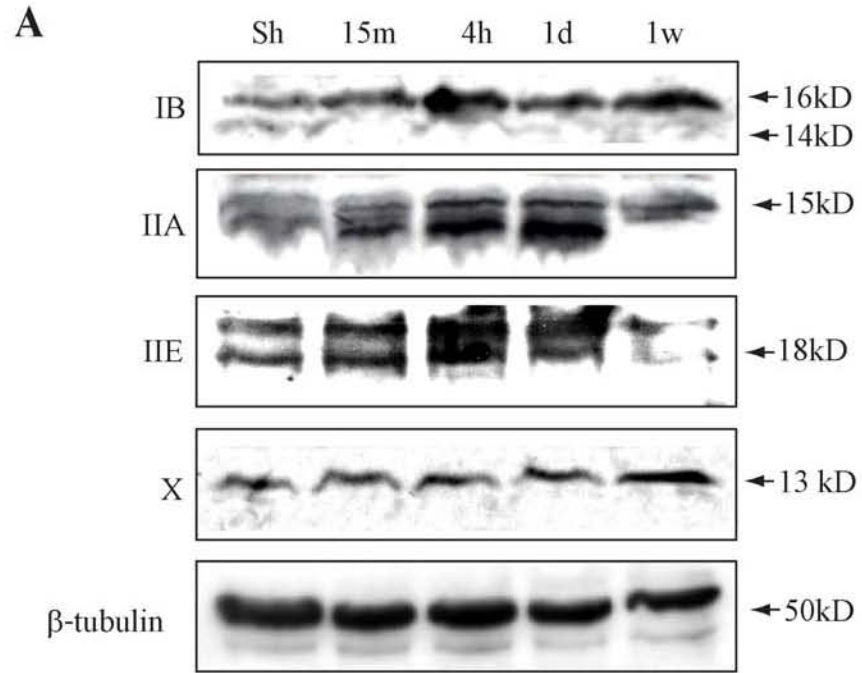 A
Sh 15m 4h 1d 1w
IB
16kD
14kD
IIA
15kD
IIE
18kD
X
13 kD
β-tubulin
50kD